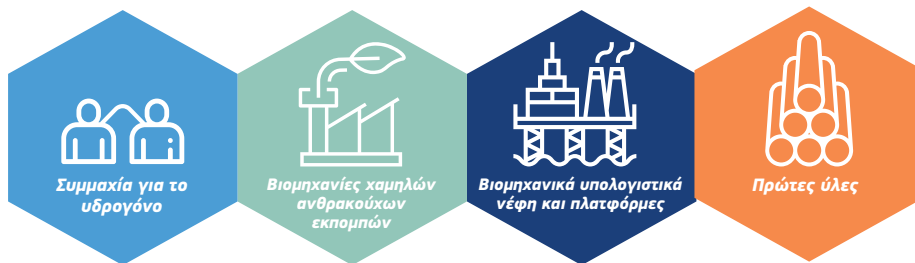 Συμμαχία για το
υδρογόνο
Βιομηχανίες χαμηλών
ανθρακούχων
εκπομπών
Βιομηχανικά υπολογιστικά
νέφη και πλατφόρμες
Πρώτες ύλες